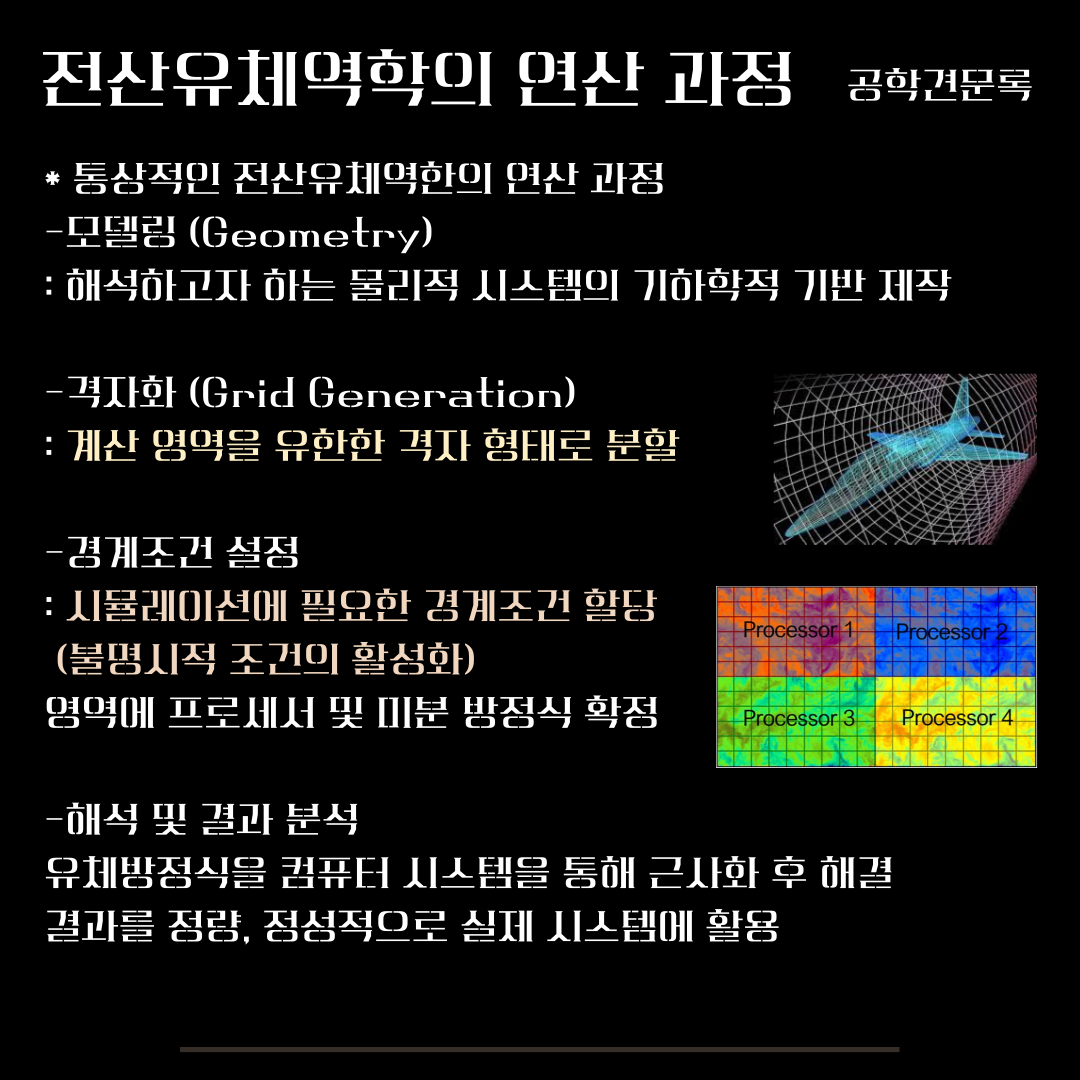 전산유체역학의 연산 과정 공학견문록
* 통상적인 전산유체역한의 연산 과정
-모델링 (Geometry)
: 해석하고자 하는 물리적 시스템의 기하학적 기반 제작
-격자화 (Grid Generation)
: 계산 영역을 유한한 격자 형태로 분할
-경계조건 설정
: 시뮬레이션에 필요한 경계조건 할당
(불명시적 조건의 활성화)
영역에 프로세서 및 미분 방정식 확정
Processor 1 Processor 2
Processor 3 Processor 4
-해석 및 결과 분석
유체방정식을 컴퓨터 시스템을 통해 근사화 후 해결
결과를 정량, 정성적으로 실제 시스템에 활용